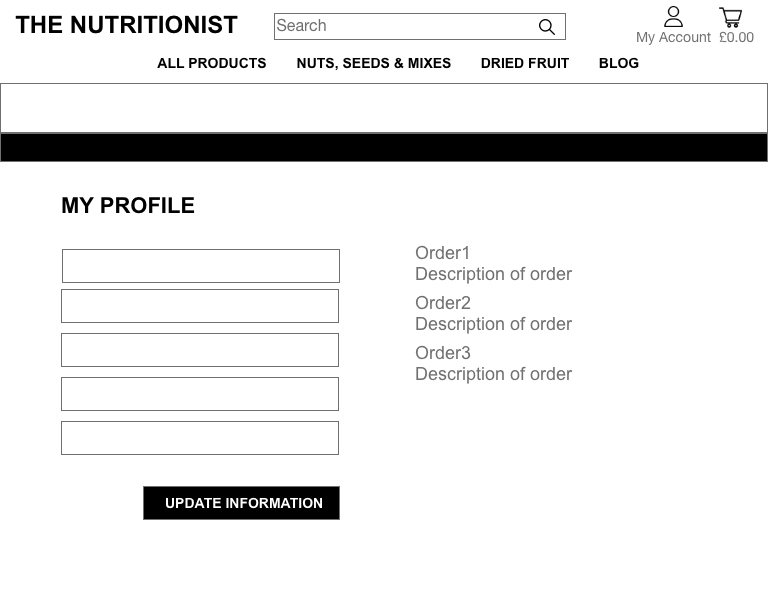 THE NUTRITIONIST
Search
My Account £0.00
ALL PRODUCTS NUTS, SEEDS & MIXES DRIED FRUIT BLOG
MY PROFILE
Order1
Description of order
Order2
Description of order
Order3
Description of order
UPDATE INFORMATION